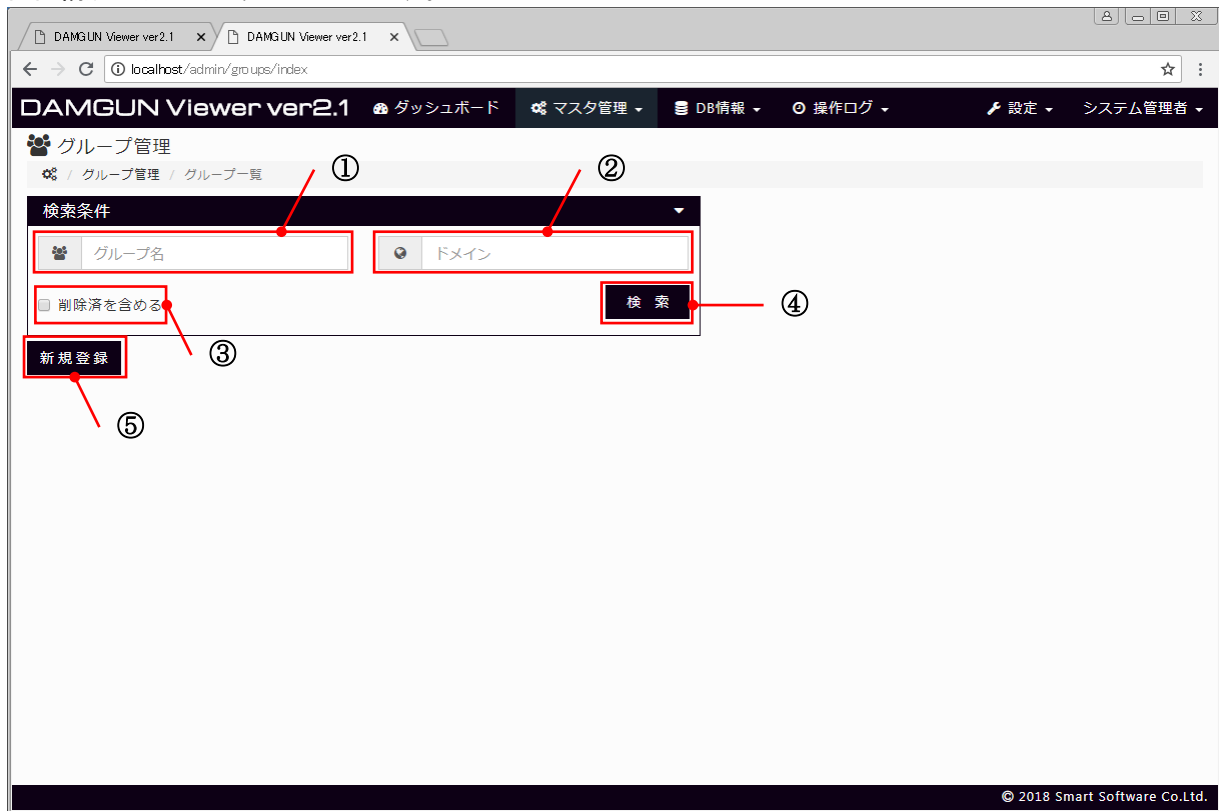 DAMGUN Viewer ver2.1 DAMGUN Viewer ver2.1
localhost/admin/groups/index
DAMGUN Viewer ver2.1 ダッシュボード マスタ管理 DB情報 操作ログ 設定 システム管理者
グループ管理
/ グループ管理 / グループ一覧
① ②
検索条件
グループ名 ドメイン
削除済を含める 検 索 ④
新規登録 ③
⑤
© 2018 Smart Software Co.Ltd.